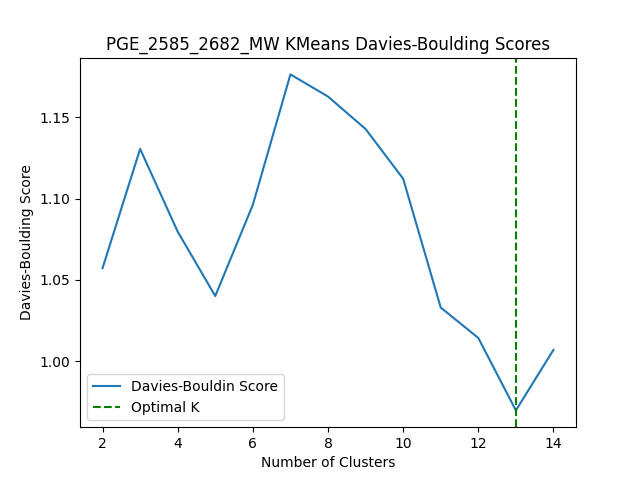 PGE_2585_2682_MW KMeans Davies-Boulding Scores
Davies-Boulding Score
1.15
1.10
1.05
1.00
Davies-Bouldin Score
Optimal K
2 4 6 8 10 12 14
Number of Clusters